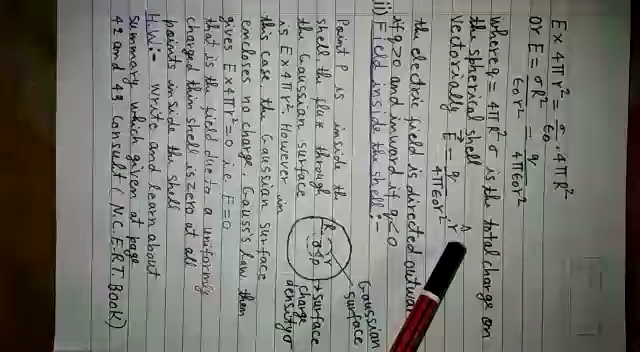 E×4πr² = σ/ϵ0 · 4πR²
or E = σR²/ϵ0r² = q/4πϵ0r²
where q = 4πR²σ is the total charge on
the spherical shell
Vectorially E⃗ = q/4πϵ0r² · r̂
the electric field is directed outwa
if q>0 and inward if q<0
ii) Field inside the shell:-
Point P is inside the
shell, the flux through
the Gaussian surface
is E×4πr². However in
this case, the Gaussian surface
encloses no charge. Gauss's law then
gives E×4πr²=0 i.e. E=0
that is the field due to a uniformly
charged thin shell is zero at all
points inside the shell
H.W:- write and learn about
summary which given at page
42 and 43 Consult (N.C.E.R.T. BOOK)
Gaussian
surface
R
r
P
surface
charge
density σ